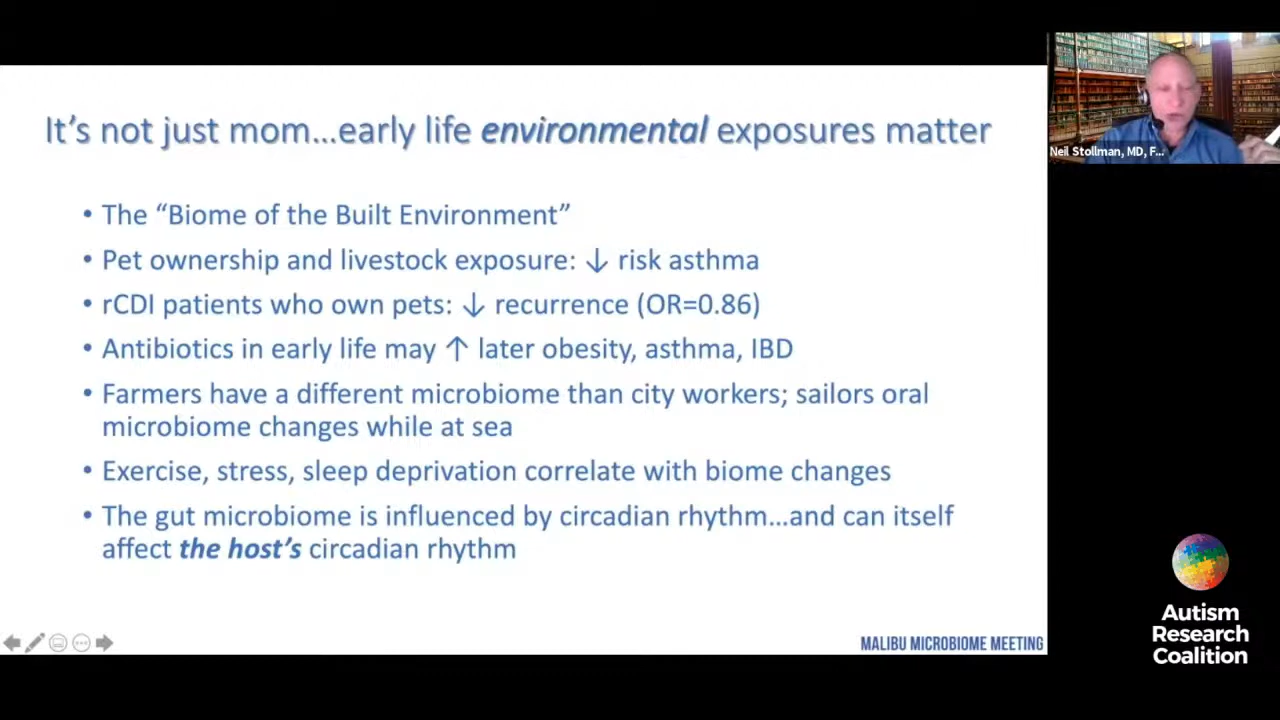 It's not just mom...early life environmental exposures matter
• The “Biome of the Built Environment”
• Pet ownership and livestock exposure: ↓ risk asthma
• rCDI patients who own pets: ↓ recurrence (OR=0.86)
• Antibiotics in early life may ↑ later obesity, asthma, IBD
• Farmers have a different microbiome than city workers; sailors oral
microbiome changes while at sea
• Exercise, stress, sleep deprivation correlate with biome changes
• The gut microbiome is influenced by circadian rhythm...and can itself
affect the host's circadian rhythm
MALIBU MICROBIOME MEETING
Neil Stollman, MD, F...
Autism
Research
Coalition